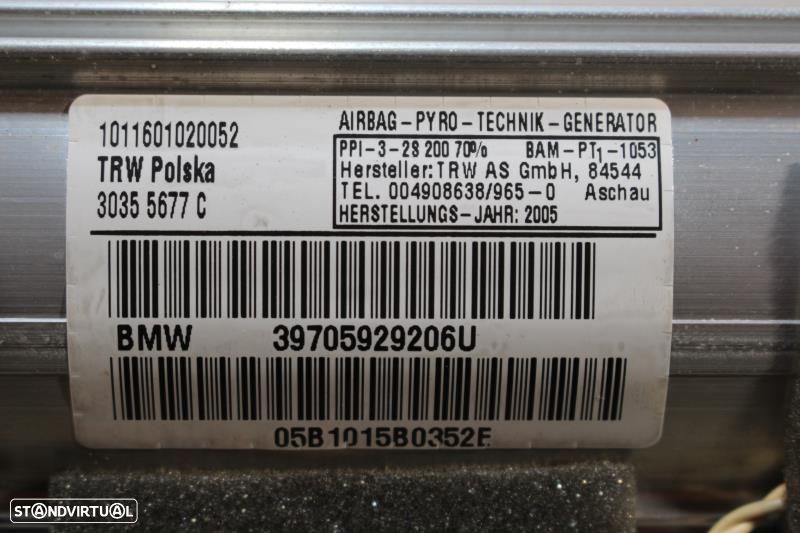 1011601020052
TRW Polska
3035 5677 C
AIRBAG-PYRO-TECHNIK-GENERATOR
PPI-3-28 200 70% BAM-PT1-1053
Hersteller: TRW AS GmbH, 84544
TEL. 004908638/965-0 Aschau
HERSTELLUNGS-JAHR: 2005
BMW 39705929206U
05B1015B0352E
STANDVIRTUAL